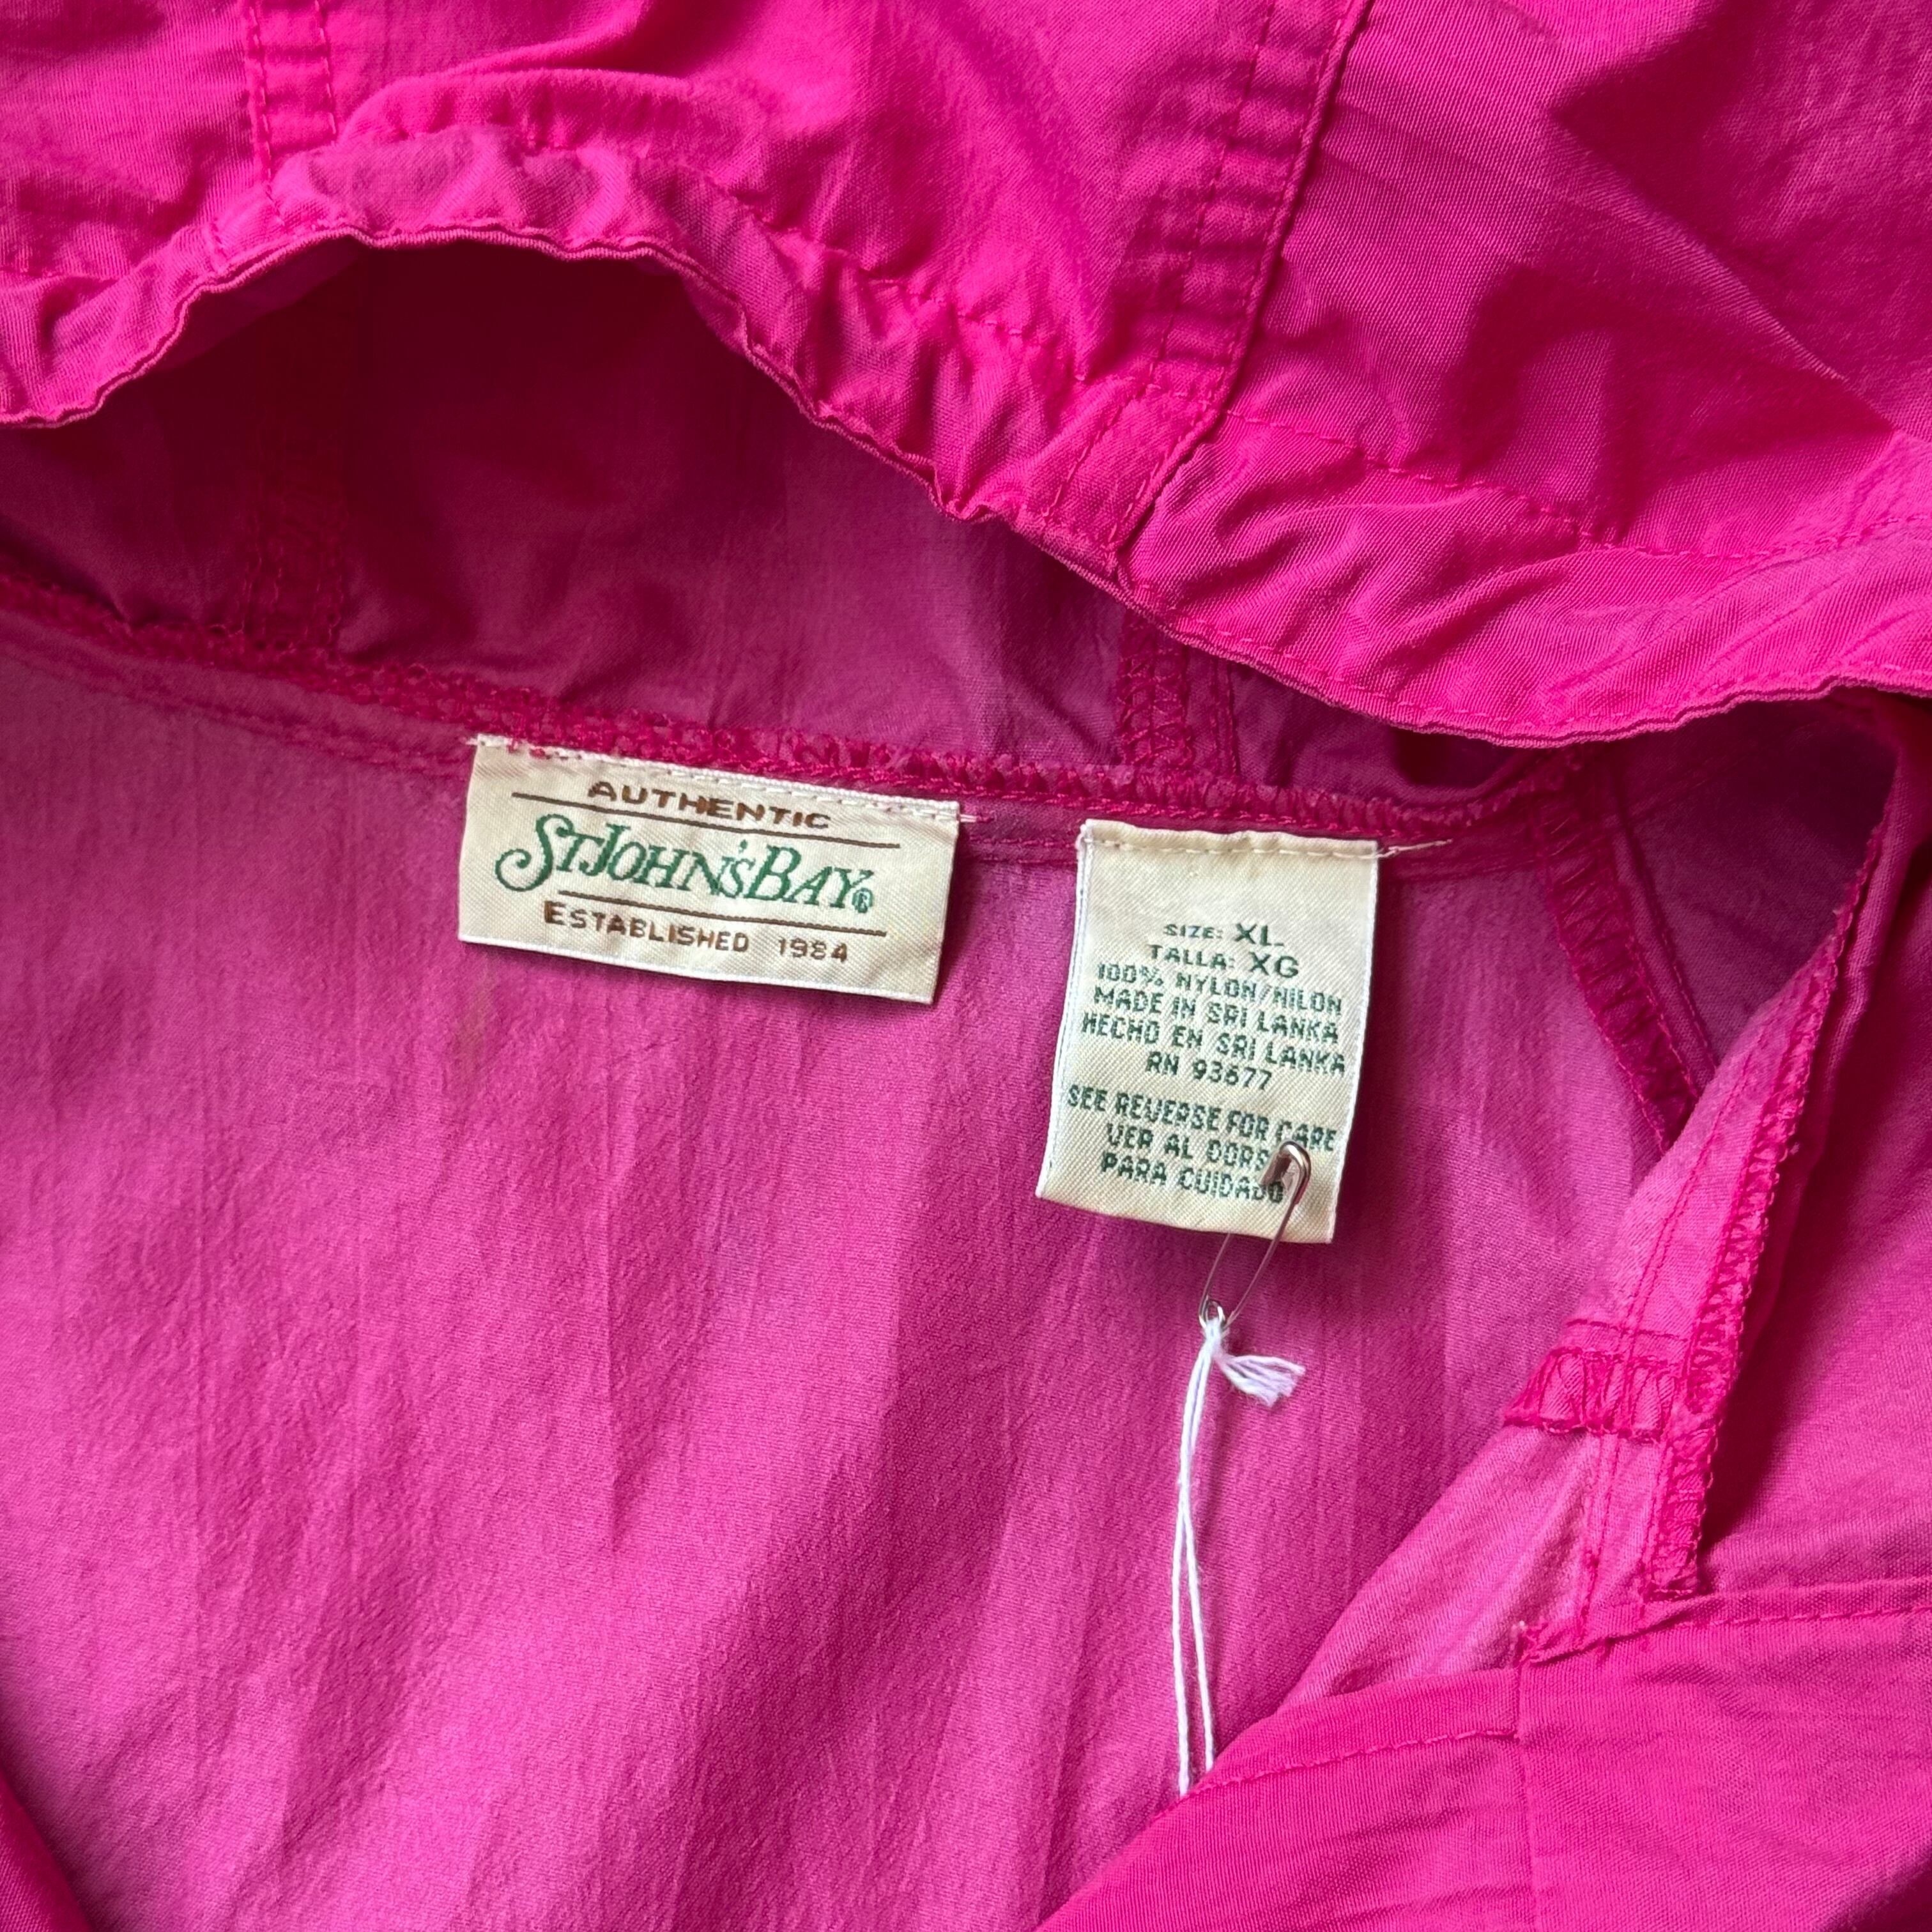 AUTHENTIC
ST. JOHN'S BAY®
ESTABLISHED 1984
SIZE: XL
TALLA: XG
100% NYLON/NILON
MADE IN SRI LANKA
HECHO EN SRI LANKA
RN 93677
SEE REVERSE FOR CARE
VER AL DORSO
PARA CUIDADO